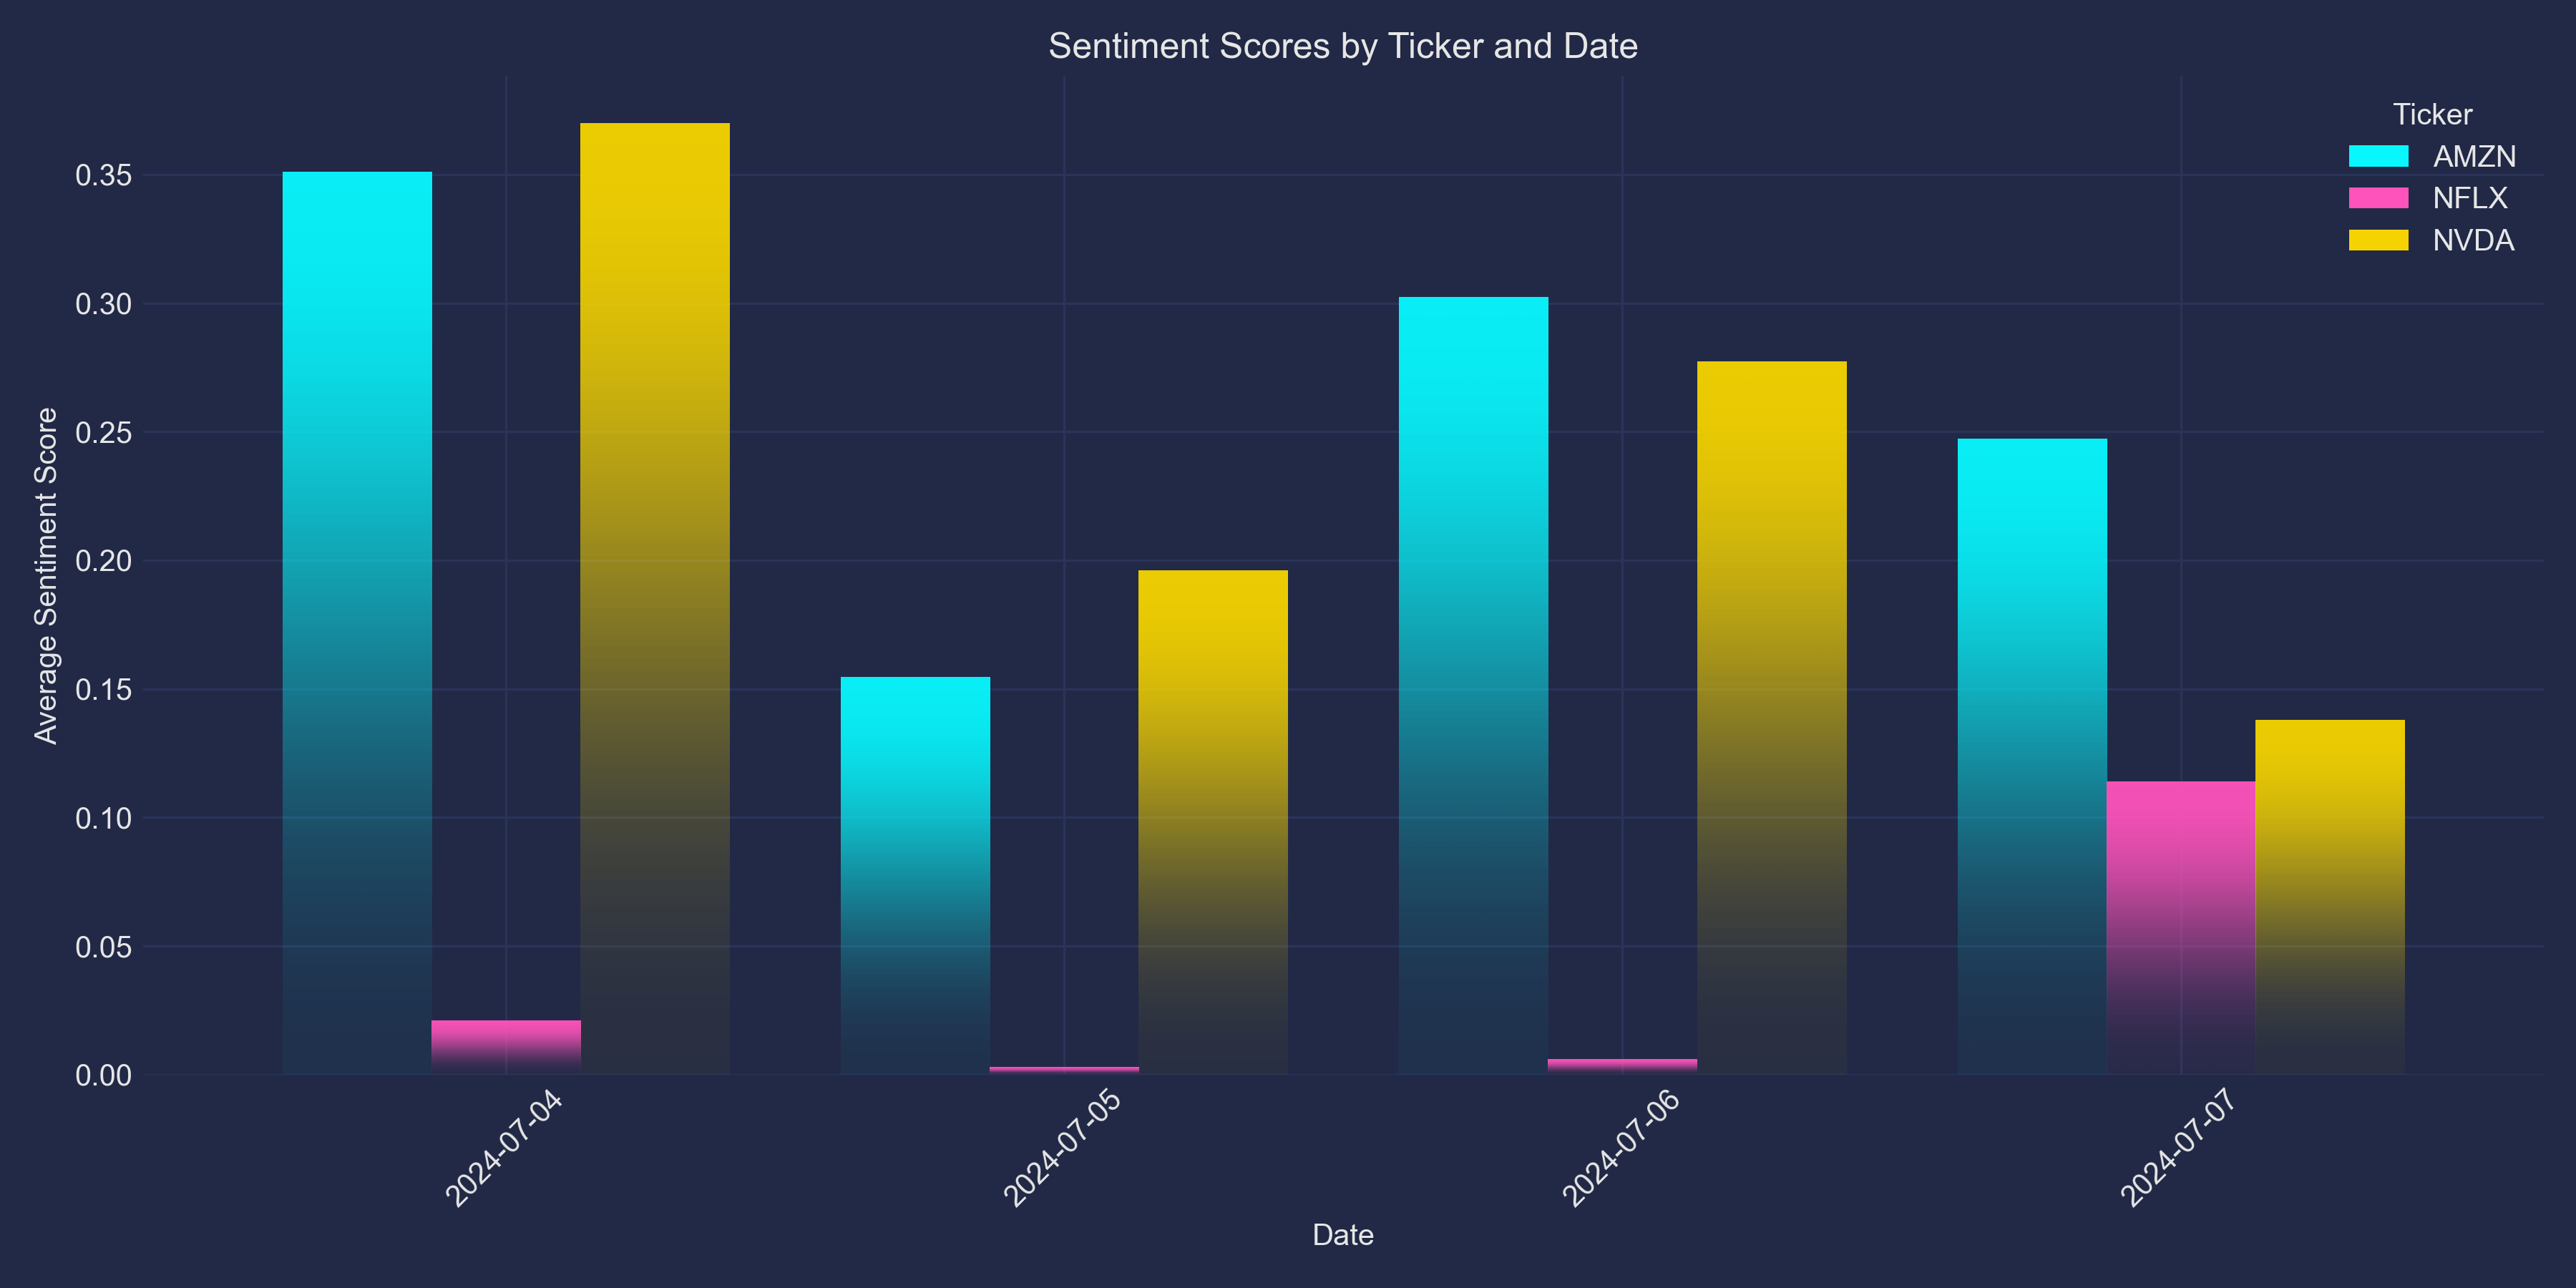 Sentiment Scores by Ticker and Date
Ticker
AMZN
NFLX
NVDA
Average Sentiment Score
0.35
0.30
0.25
0.20
0.15
0.10
0.05
0.00
2024-07-04
2024-07-05
2024-07-06
2024-07-07
Date